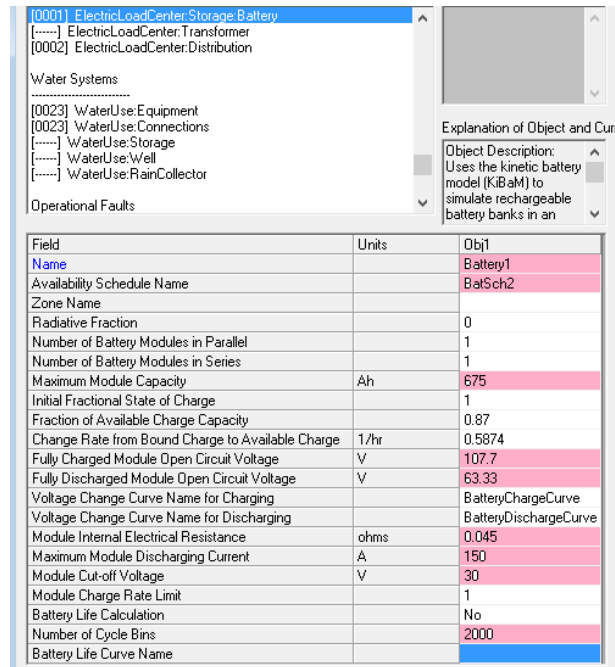 [0001] ElectricLoadCenter:Storage:Battery
[------] ElectricLoadCenter:Transformer
[0002] ElectricLoadCenter:Distribution
Water Systems
---------------------------
[0023] WaterUse:Equipment
[0023] WaterUse:Connections
[------] WaterUse:Storage
[------] WaterUse:Well
[------] WaterUse:RainCollector
Operational Faults
Explanation of Object and Cur
Object Description:
Uses the kinetic battery
model (KiBaM) to
simulate rechargeable
battery banks in an
Field Units Obj1
Name Battery1
Availability Schedule Name BatSch2
Zone Name
Radiative Fraction 0
Number of Battery Modules in Parallel 1
Number of Battery Modules in Series 1
Maximum Module Capacity Ah 675
Initial Fractional State of Charge 1
Fraction of Available Charge Capacity 0.87
Change Rate from Bound Charge to Available Charge 1/hr 0.5874
Fully Charged Module Open Circuit Voltage V 107.7
Fully Discharged Module Open Circuit Voltage V 63.33
Voltage Change Curve Name for Charging BatteryChargeCurve
Voltage Change Curve Name for Discharging BatteryDischargeCurve
Module Internal Electrical Resistance ohms 0.045
Maximum Module Discharging Current A 150
Module Cut-off Voltage V 30
Module Charge Rate Limit 1
Battery Life Calculation No
Number of Cycle Bins 2000
Battery Life Curve Name